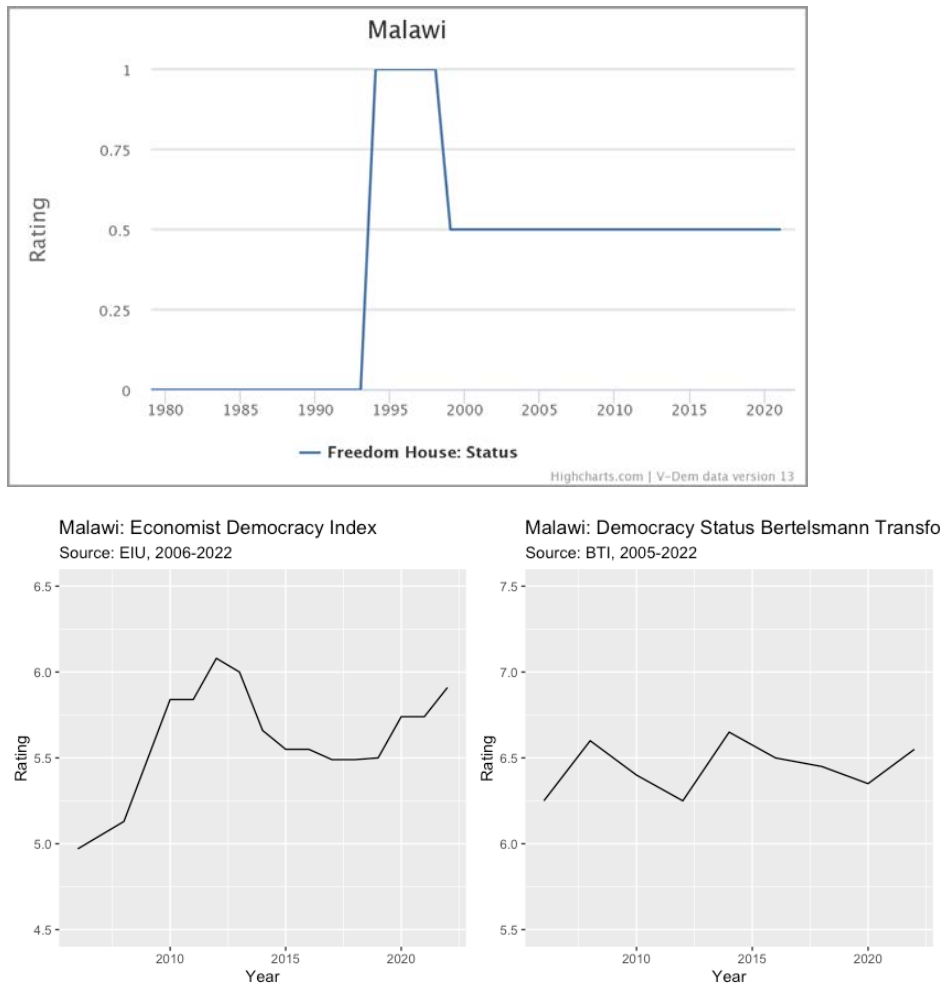 Malawi
1
0.75
0.5
0.25
0
Rating
1980 1985 1990 1995 2000 2005 2010 2015 2020
Freedom House: Status
Highcharts.com | V-Dem data version 13
Malawi: Economist Democracy Index
Source: EIU, 2006-2022
6.5
6.0
5.5
5.0
4.5
Rating
2010 2015 2020
Year
Malawi: Democracy Status Bertelsmann Transfo
Source: BTI, 2005-2022
7.5
7.0
6.5
6.0
5.5
Rating
2010 2015 2020
Year